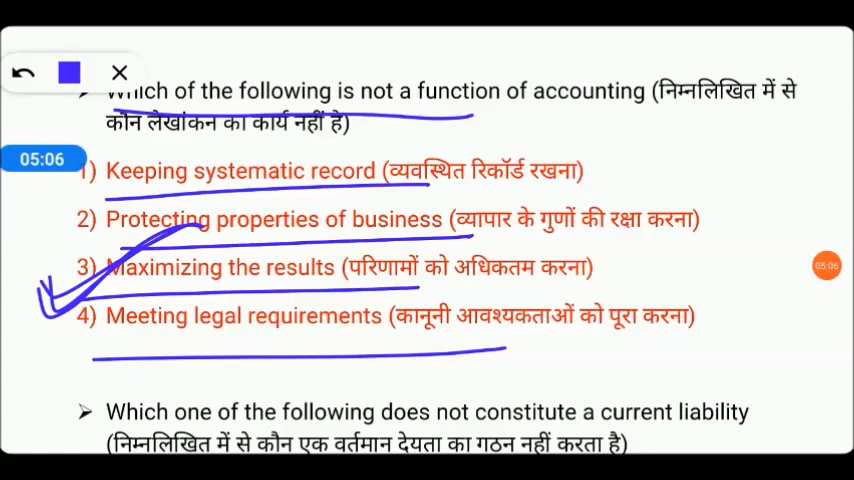 Which of the following is not a function of accounting (निम्नलिखित में से
कौन लेखांकन का कार्य नहीं है)
05:06
1) Keeping systematic record (व्यवस्थित रिकॉर्ड रखना)
2) Protecting properties of business (व्यापार के गुणों की रक्षा करना)
3) Maximizing the results (परिणामों को अधिकतम करना)
05:06
4) Meeting legal requirements (कानूनी आवश्यकताओं को पूरा करना)
Which one of the following does not constitute a current liability
(निम्नलिखित में से कौन एक वर्तमान देयता का गठन नहीं करता है)